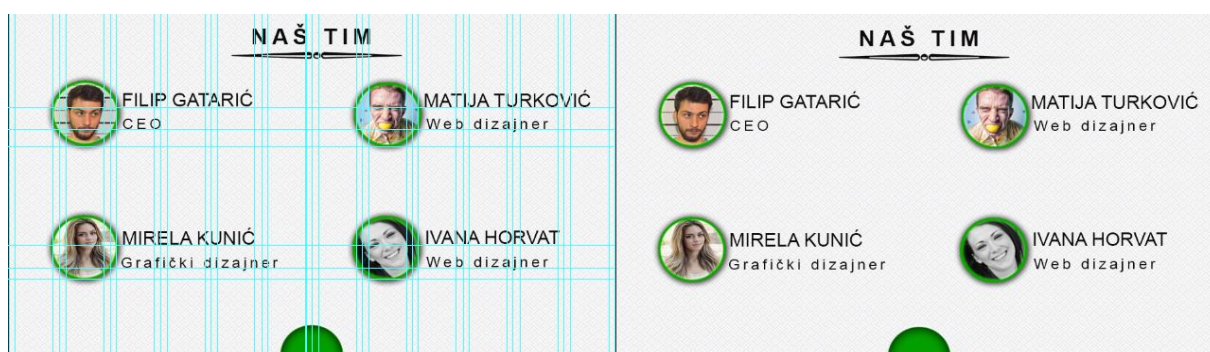 NAŠ TIM
FILIP GATARIĆ
CEO
MATIJA TURKOVIĆ
Web dizajner
MIRELA KUNIĆ
Grafički dizajner
IVANA HORVAT
Web dizajner
NAŠ TIM
FILIP GATARIĆ
CEO
MATIJA TURKOVIĆ
Web dizajner
MIRELA KUNIĆ
Grafički dizajner
IVANA HORVAT
Web dizajner